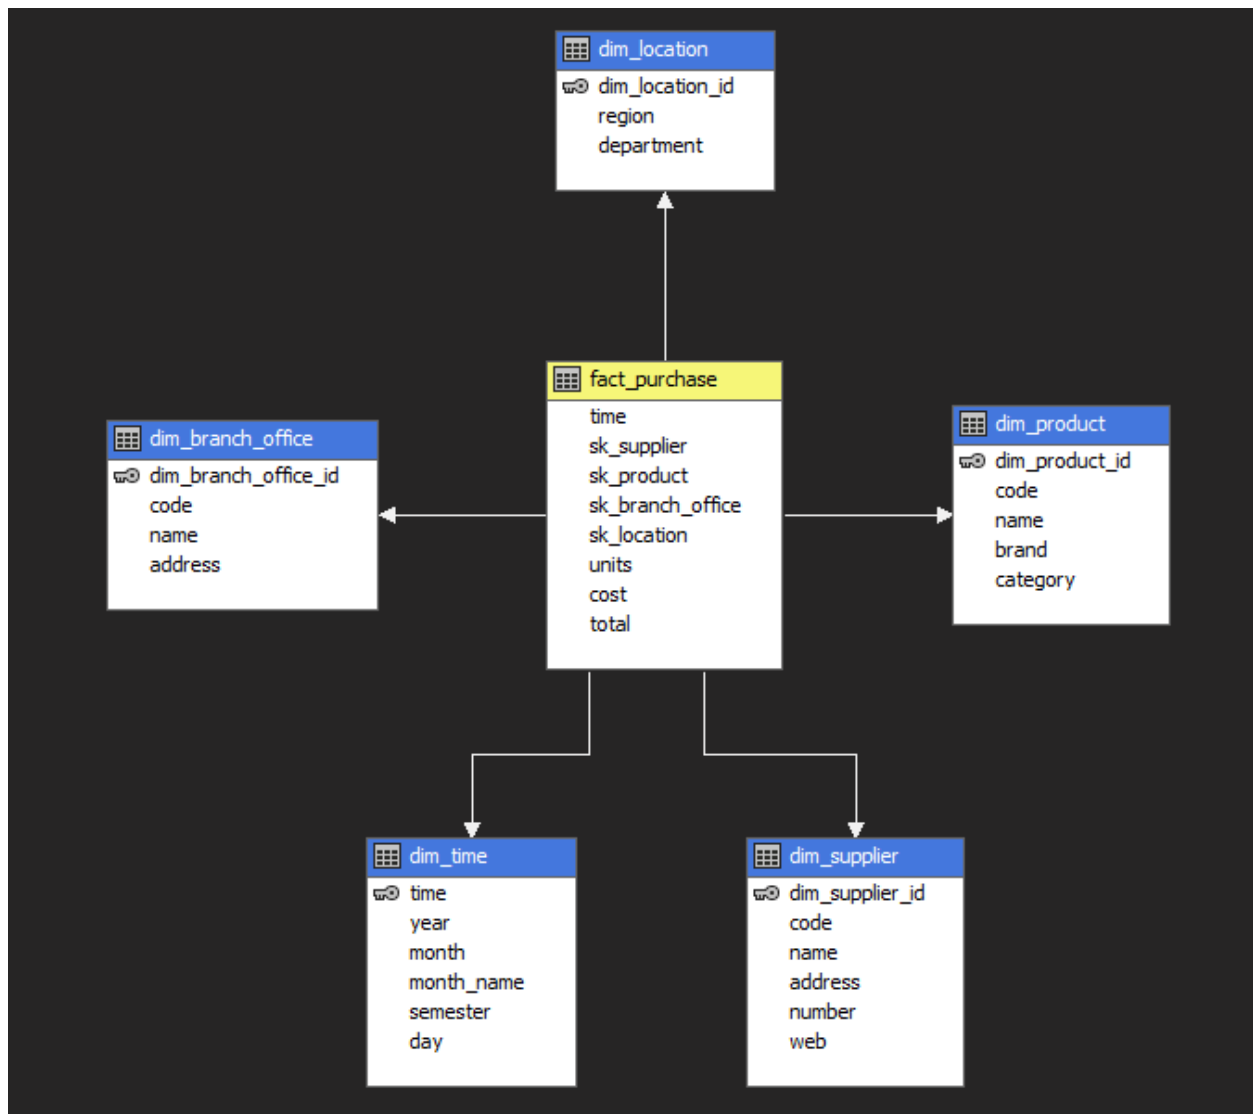 dim_location
dim_location_id
region
department
fact_purchase
time
sk_supplier
sk_product
sk_branch_office
sk_location
units
cost
total
dim_branch_office
dim_branch_office_id
code
name
address
dim_product
dim_product_id
code
name
brand
category
dim_time
time
year
month
month_name
semester
day
dim_supplier
dim_supplier_id
code
name
address
number
web